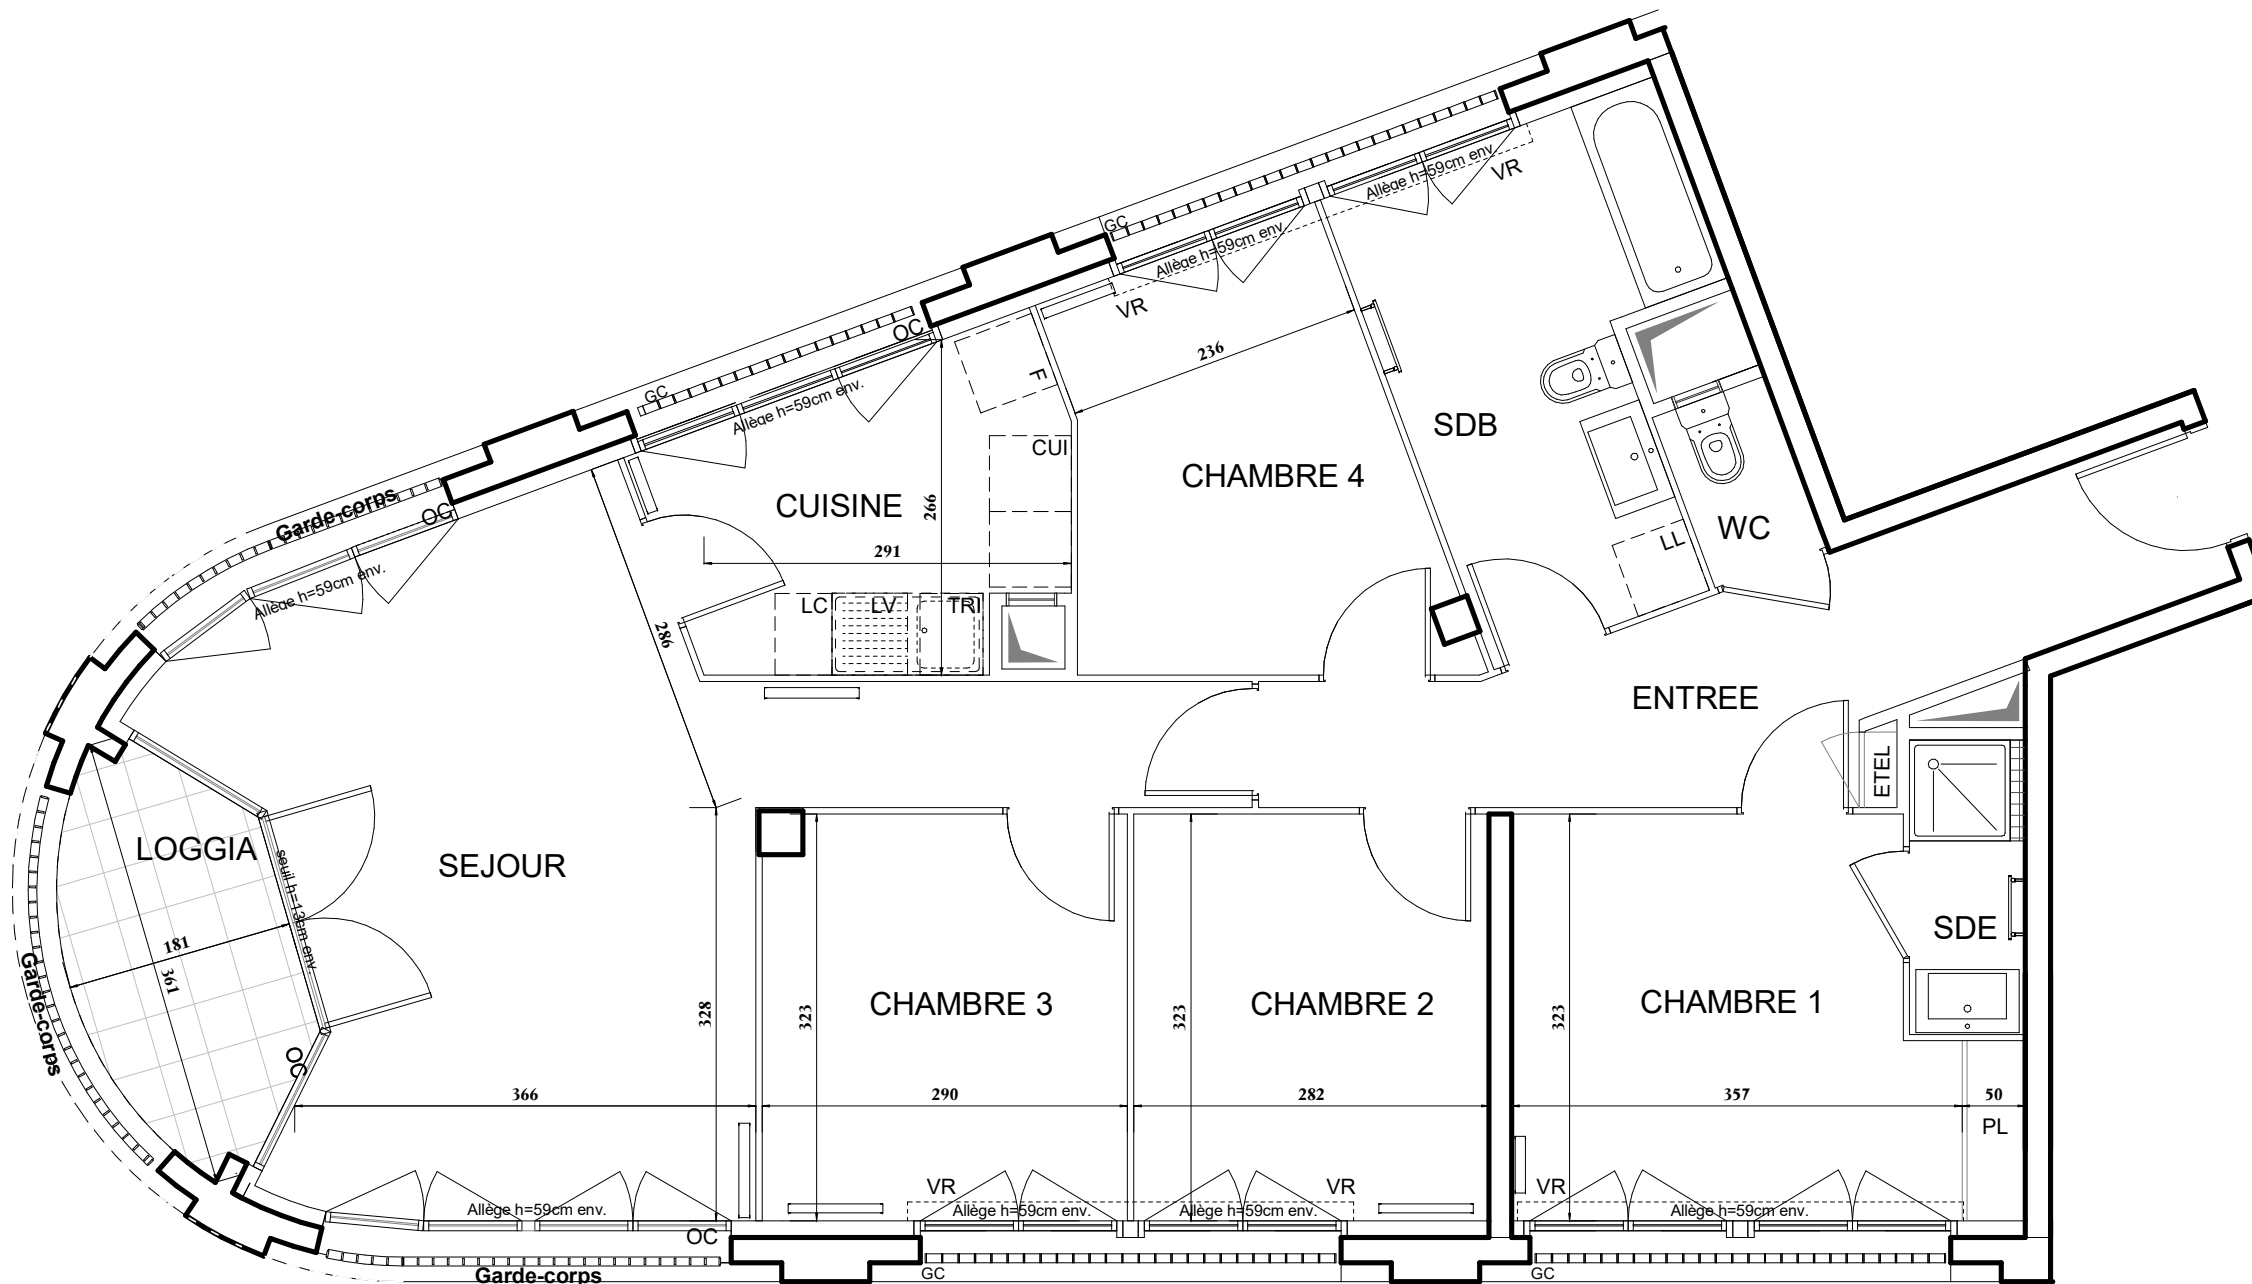 Allège h=59cm env.
VR
GC
Allège h=59cm env.
VR
OC
236
F
GC
Allège h=59cm env.
SDB
CUI
CHAMBRE 4
CUISINE
266
Garde-corps
OC
WC
LL
291
Allège h=59cm env.
LC
LV
TRI
286
ENTREE
ETEL
LOGGIA
SEJOUR
seuil h=13cm env.
SDE
181
361
Garde-corps
CHAMBRE 3
CHAMBRE 2
CHAMBRE 1
328
323
323
323
OC
366
290
282
357
50
PL
VR
VR
VR
Allège h=59cm env.
Allège h=59cm env.
Allège h=59cm env.
Allège h=59cm env.
OC
Garde-corps
GC
GC